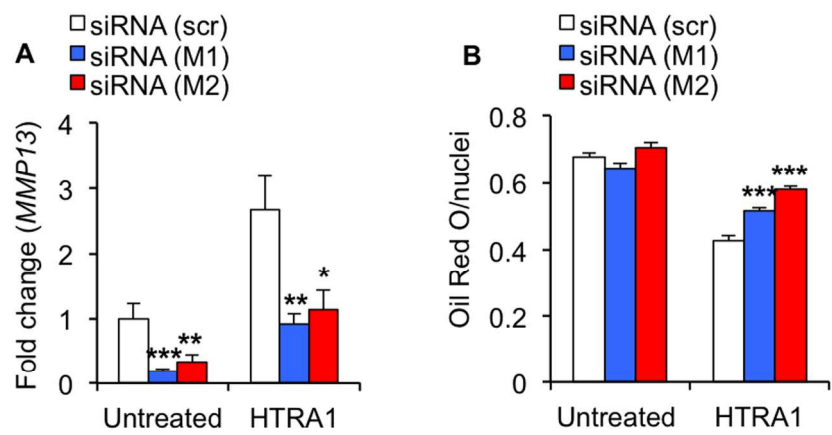 A
siRNA (scr)
siRNA (M1)
siRNA (M2)
Fold change (MMP13)
4
3
2
1
0
***
**
**
*
Untreated HTRA1
B
siRNA (scr)
siRNA (M1)
siRNA (M2)
Oil Red O/nuclei
0.8
0.6
0.4
0.2
0
***
***
Untreated HTRA1